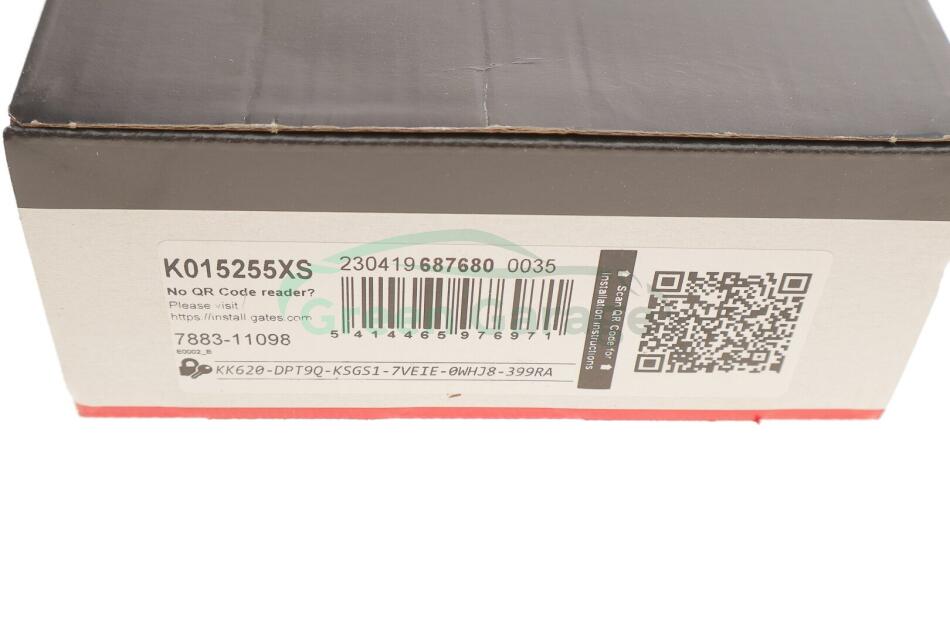 K015255XS
No QR Code reader?
Please visit
https://install.gates.com
7883-11098
E0002_B
230419 687680 0035
5 414465 976971
KK620-DPT9Q-KSGS1-7VEIE-0WHJ8-399RA
Scan QR Code for
installation instructions
Green Garage